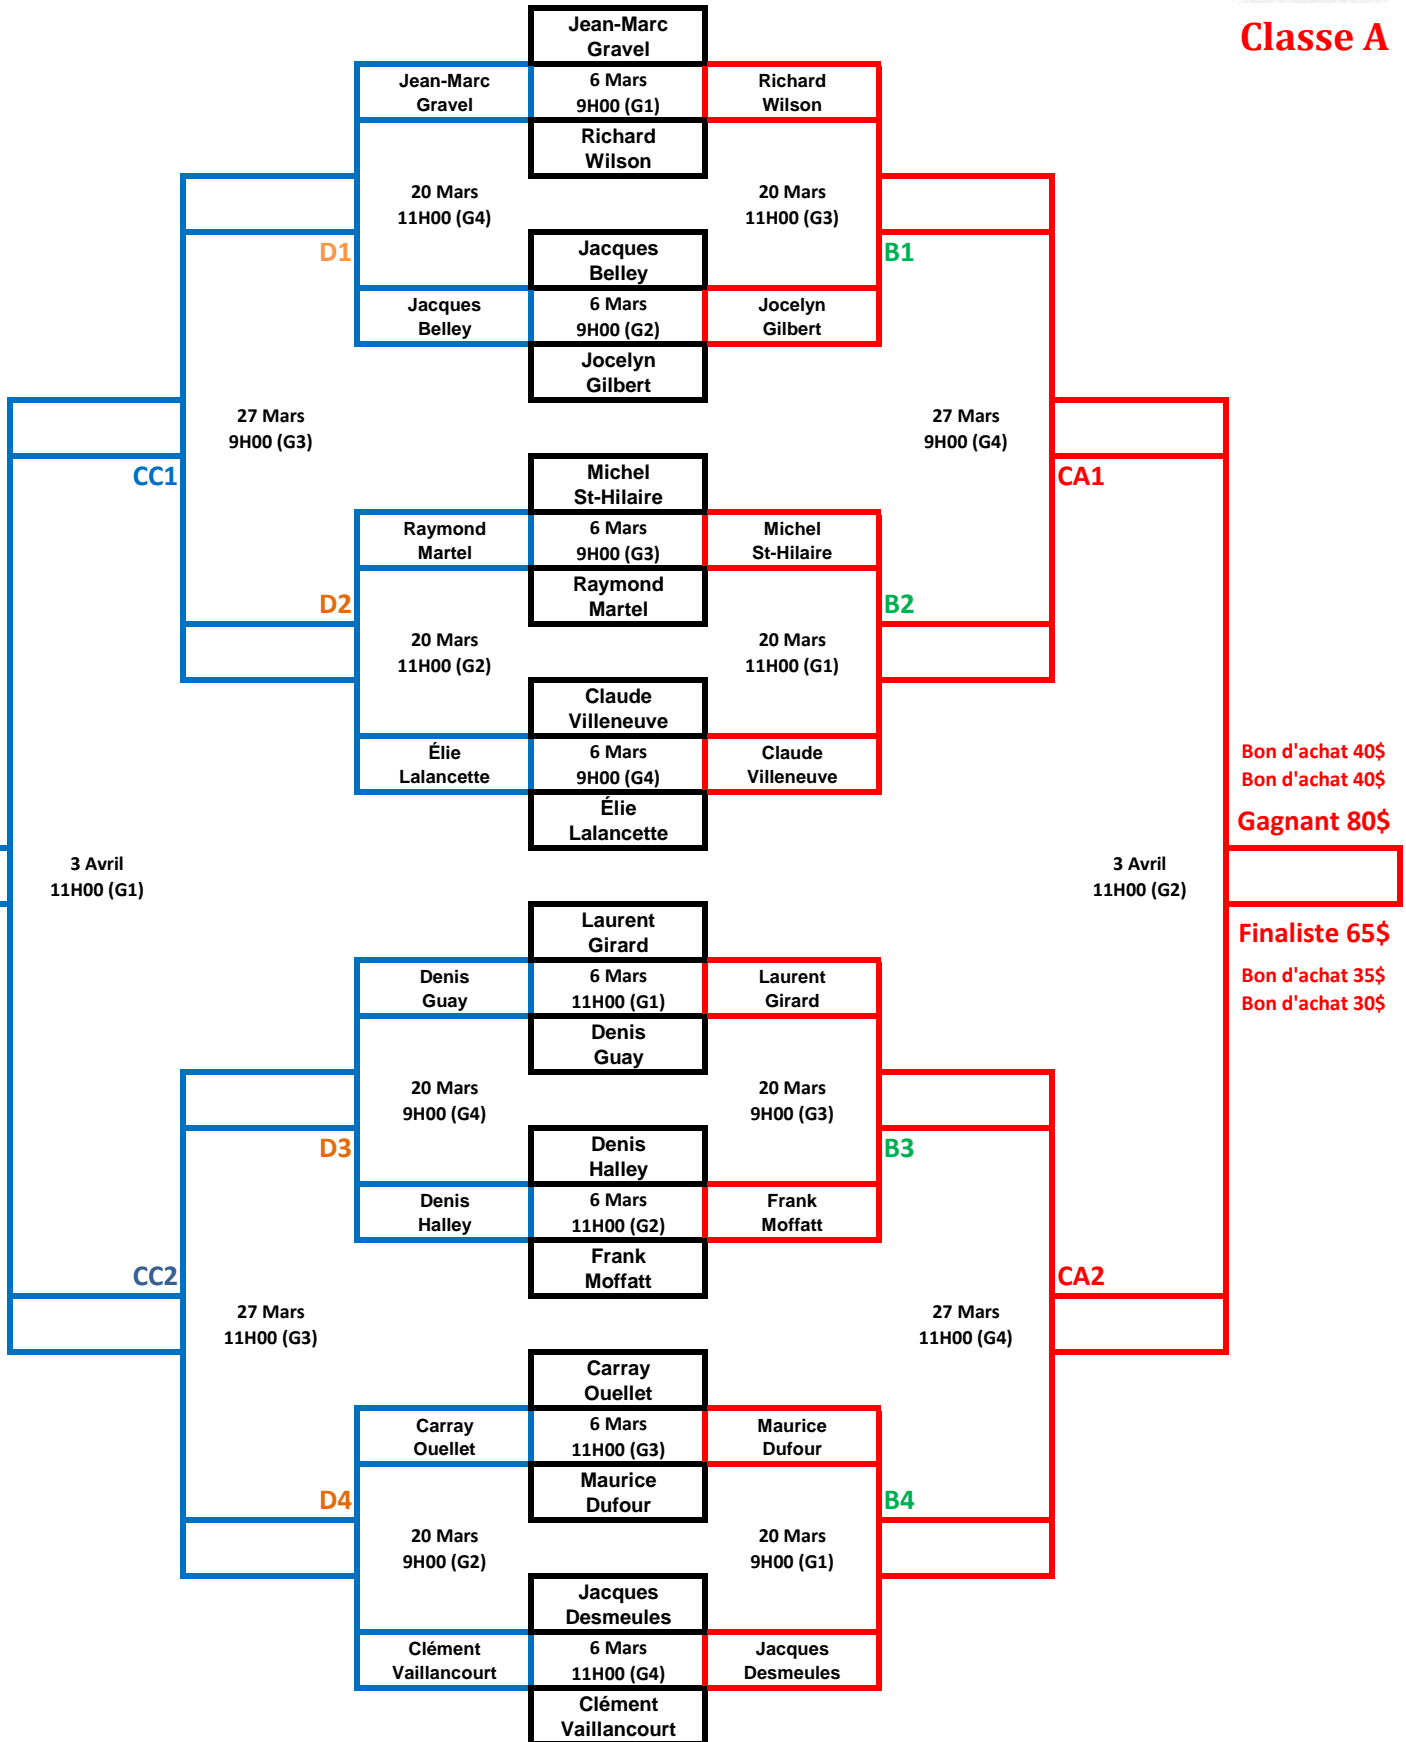 Classe A
Jean-Marc
Gravel
Jean-Marc
Gravel
6 Mars
9H00 (G1)
Richard
Wilson
Richard
Wilson
20 Mars
11H00 (G4)
20 Mars
11H00 (G3)
D1
Jacques
Belley
B1
Jacques
Belley
6 Mars
9H00 (G2)
Jocelyn
Gilbert
Jocelyn
Gilbert
27 Mars
9H00 (G3)
27 Mars
9H00 (G4)
CC1
Michel
St-Hilaire
CA1
Raymond
Martel
6 Mars
9H00 (G3)
Michel
St-Hilaire
D2
Raymond
Martel
B2
20 Mars
11H00 (G2)
20 Mars
11H00 (G1)
Claude
Villeneuve
Élie
Lalancette
6 Mars
9H00 (G4)
Claude
Villeneuve
Bon d'achat 40$
Bon d'achat 40$
Élie
Lalancette
Gagnant 80$
3 Avril
11H00 (G1)
3 Avril
11H00 (G2)
Laurent
Girard
Finaliste 65$
Bon d'achat 35$
Bon d'achat 30$
Denis
Guay
6 Mars
11H00 (G1)
Laurent
Girard
Denis
Guay
20 Mars
9H00 (G4)
20 Mars
9H00 (G3)
D3
Denis
Halley
B3
Denis
Halley
6 Mars
11H00 (G2)
Frank
Moffatt
Frank
Moffatt
CC2
CA2
27 Mars
11H00 (G3)
27 Mars
11H00 (G4)
Carray
Ouellet
Carray
Ouellet
6 Mars
11H00 (G3)
Maurice
Dufour
D4
Maurice
Dufour
B4
20 Mars
9H00 (G2)
20 Mars
9H00 (G1)
Jacques
Desmeules
Clément
Vaillancourt
6 Mars
11H00 (G4)
Jacques
Desmeules
Clément
Vaillancourt